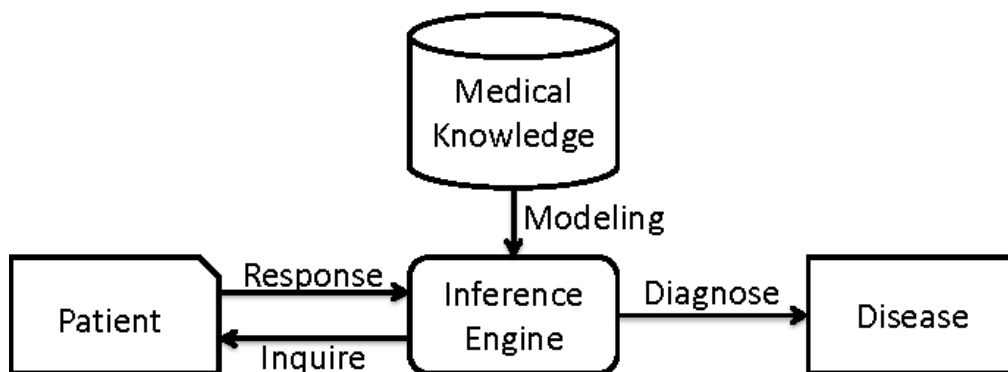 Medical
Knowledge
Modeling
Response
Patient
Inquire
Inference
Engine
Diagnose
Disease